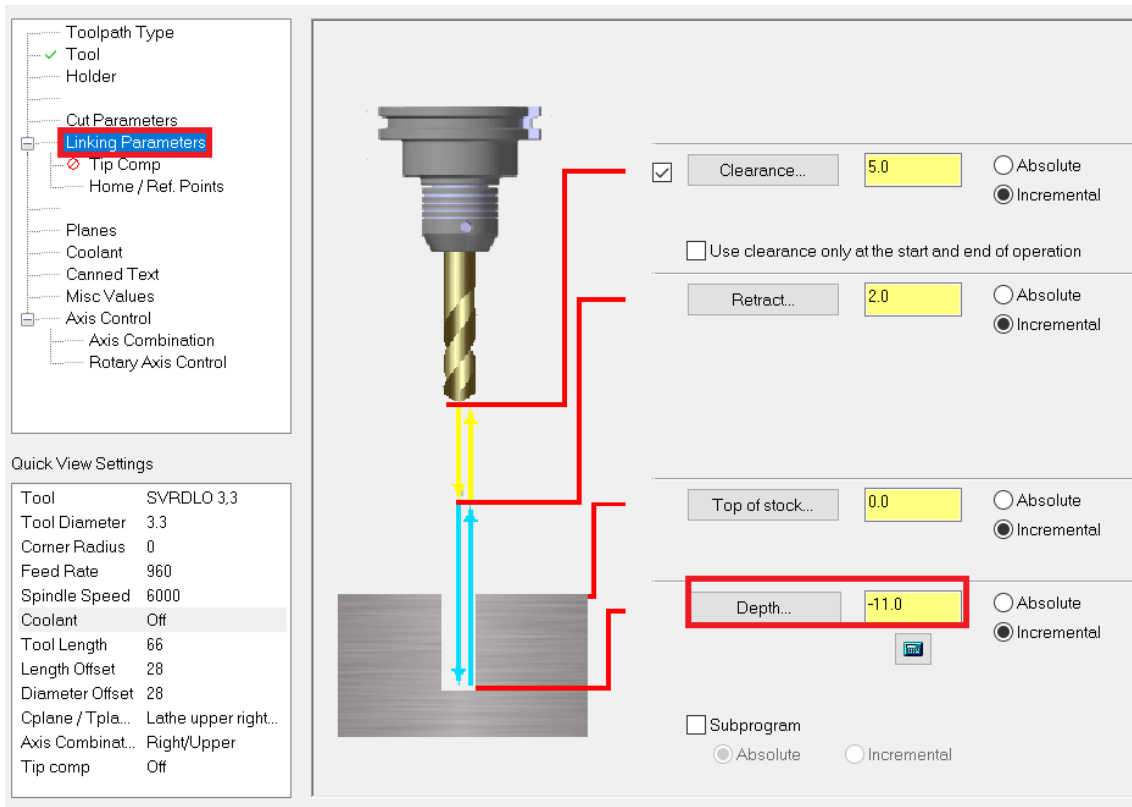 Toolpath Type
Tool
Holder
Cut Parameters
Linking Parameters
Tip Comp
Home / Ref. Points
Planes
Coolant
Canned Text
Misc Values
Axis Control
Axis Combination
Rotary Axis Control
Quick View Settings
Tool SVRDLO 3,3
Tool Diameter 3.3
Corner Radius 0
Feed Rate 960
Spindle Speed 6000
Coolant Off
Tool Length 66
Length Offset 28
Diameter Offset 28
Cplane / Tpla... Lathe upper right...
Axis Combinat... Right/Upper
Tip comp Off
Clearance... 5.0 Absolute
Incremental
Use clearance only at the start and end of operation
Retract... 2.0 Absolute
Incremental
Top of stock... 0.0 Absolute
Incremental
Depth... -11.0 Absolute
Incremental
Subprogram
Absolute Incremental